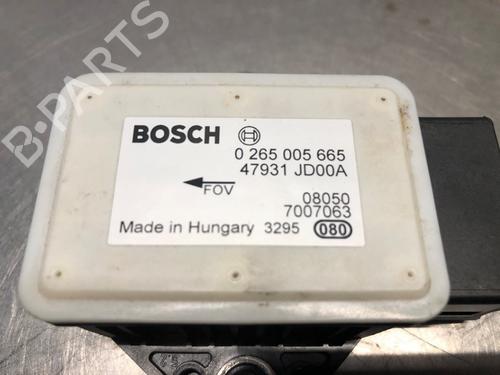 B-PARTS
BOSCH
0 265 005 665
47931 JD00A
FOV
08050
7007063
Made in Hungary 3295 080